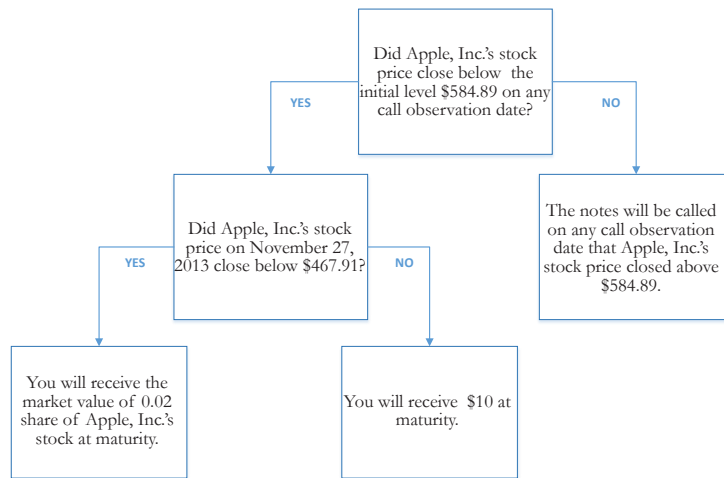 Did Apple, Inc.'s stock
price close below the
initial level $584.89 on any
call observation date?
YES
NO
Did Apple, Inc.'s stock
price on November 27,
2013 close below $467.91?
The notes will be called
on any call observation
date that Apple, Inc.'s
stock price closed above
$584.89.
YES
NO
You will receive the
market value of 0.02
share of Apple, Inc.'s
stock at maturity.
You will receive $10 at
maturity.